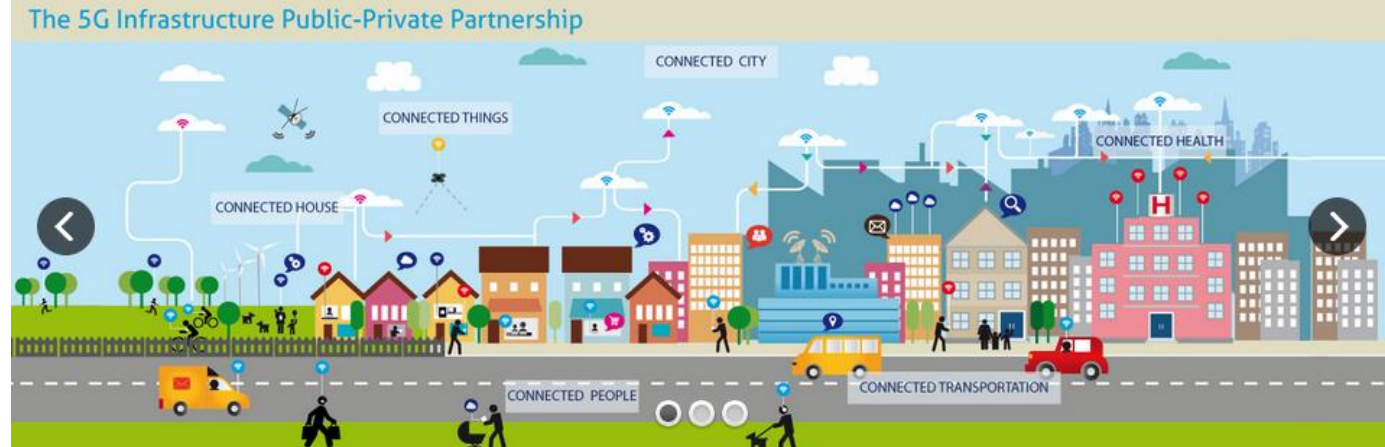 The 5G Infrastructure Public-Private Partnership
CONNECTED CITY
CONNECTED THINGS
CONNECTED HEALTH
CONNECTED HOUSE
H
CONNECTED TRANSPORTATION
CONNECTED PEOPLE